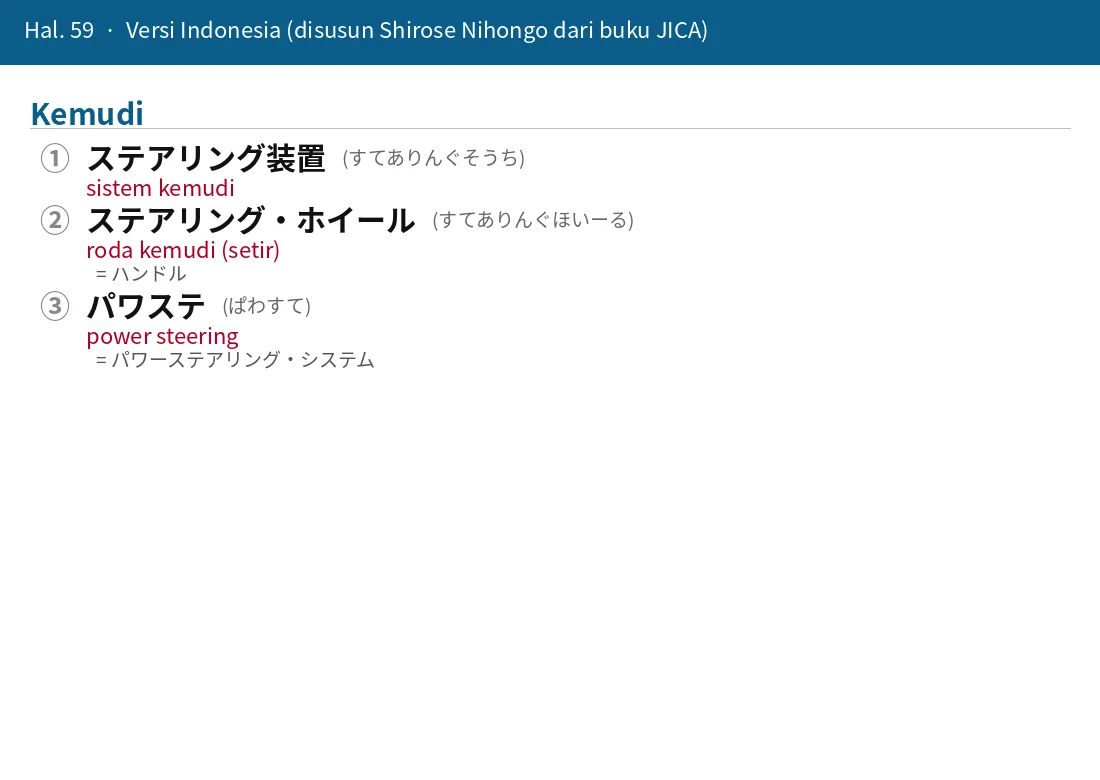 Hal. 59 · Versi Indonesia (disusun Shirose Nihongo dari buku JICA)
Kemudi
① ステアリング装置 (すてありんぐそうち)
sistem kemudi
② ステアリング・ホイール (すてありんぐほいーる)
roda kemudi (setir)
= ハンドル
③ パワステ (ぱわすて)
power steering
= パワーステアリング・システム